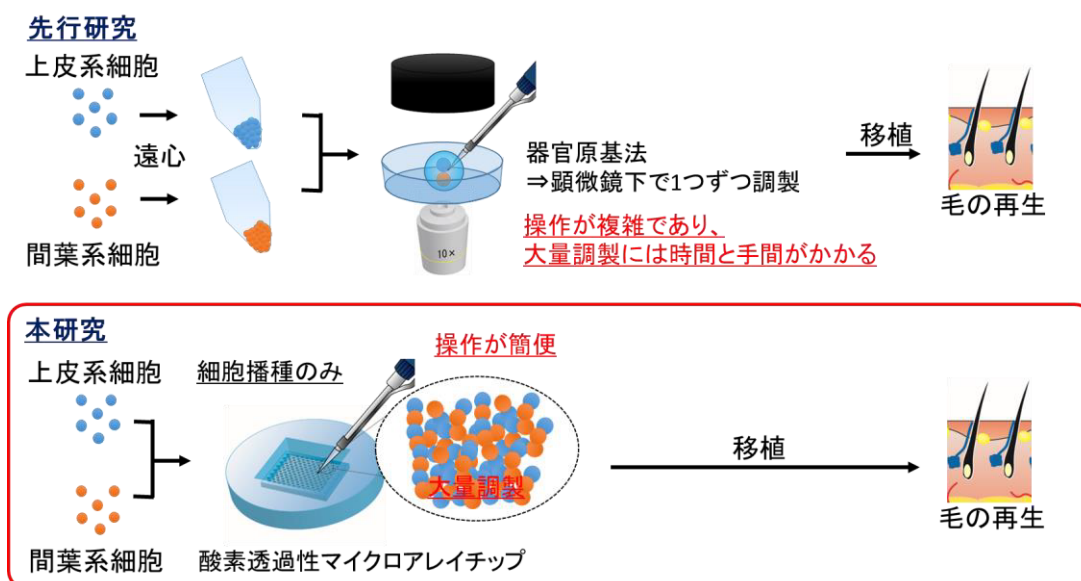 先行研究
上皮系細胞
遠心
間葉系細胞
10×
器官原基法
⇒顕微鏡下で1つずつ調製
操作が複雑であり、
大量調製には時間と手間がかかる
移植
毛の再生
本研究
上皮系細胞
間葉系細胞
細胞播種のみ
操作が簡便
大量調製
酸素透過性マイクロアレイチップ
移植
毛の再生